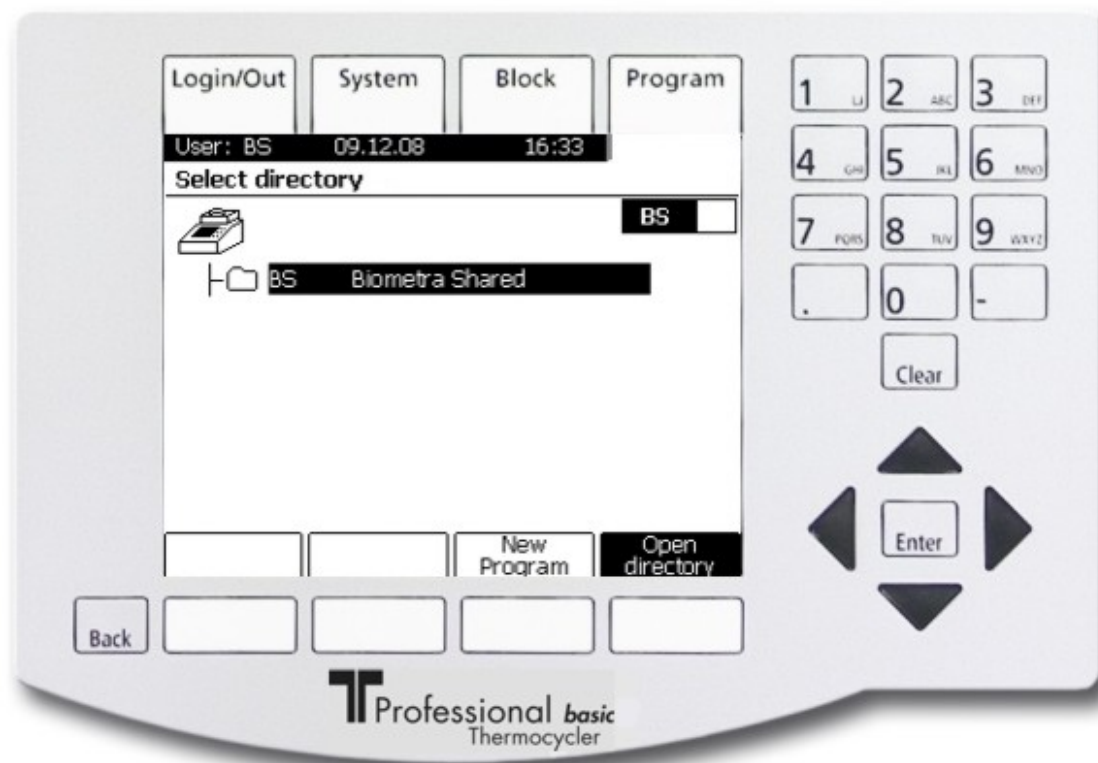 Login/Out System Block Program
User: BS 09.12.08 16:33
Select directory
BS
BS Biometra Shared
New Program
Open directory
Back
1 ⌴
2 ABC
3 DEF
4 GHI
5 JKL
6 MNO
7 PQRS
8 TUV
9 WXYZ
.
0
-
Clear
Enter
TProfessional basic
Thermocycler